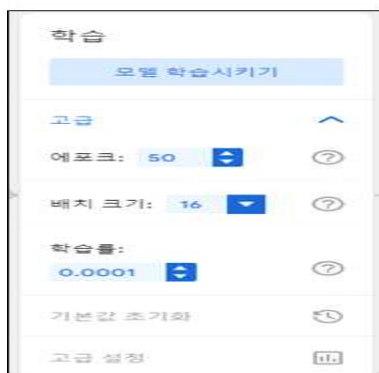 학습
모델 학습시키기
고급
에포크: 50
배치 크기: 16
학습률:
0.0001
기본값 초기화
고급 설정